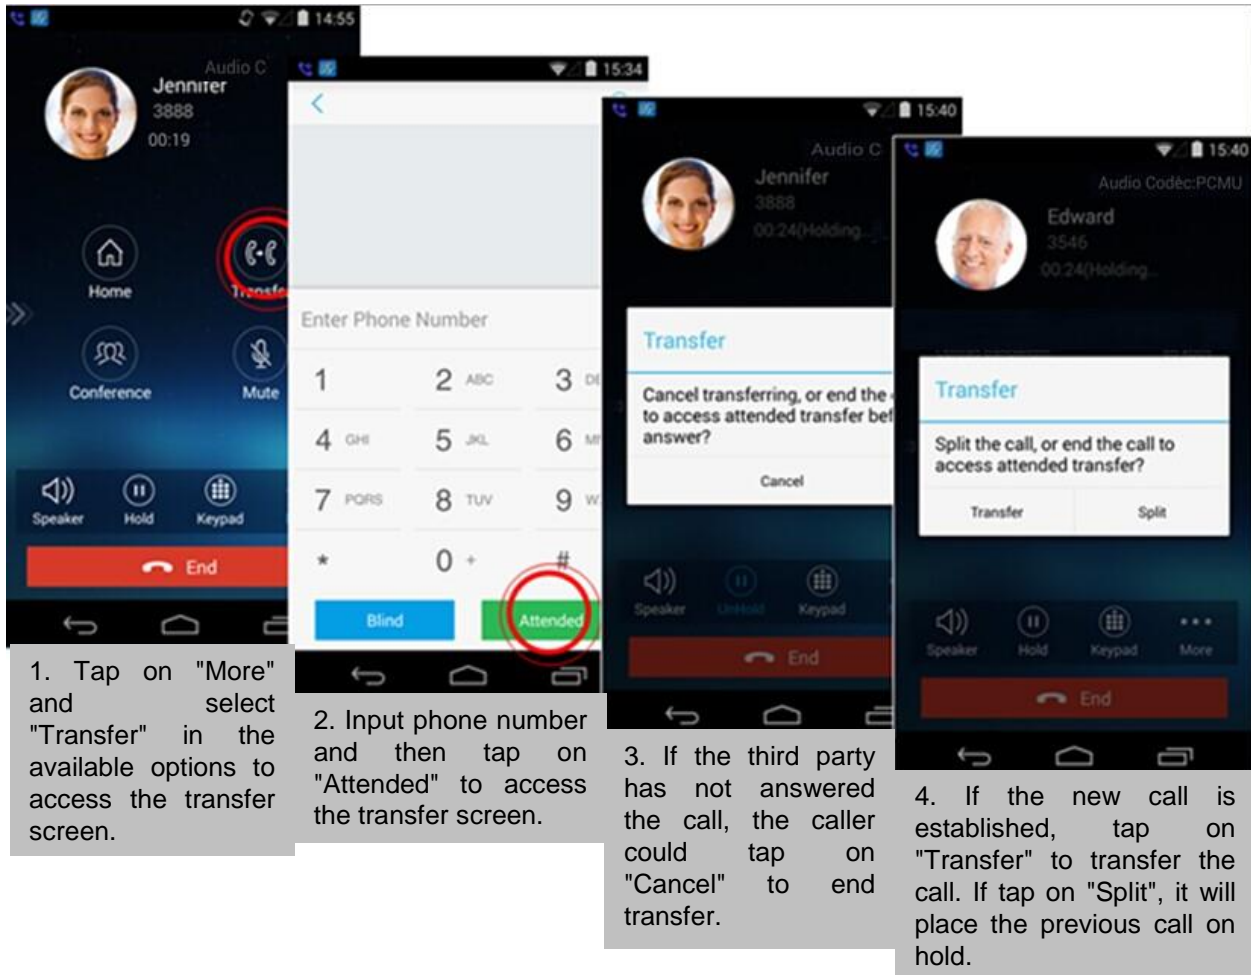 14:55
Audio C
Jennifer
3888
00:19
Home
Transfe
Conference
Mute
Speaker
Hold
Keypad
End
1. Tap on "More"
and select
"Transfer" in the
available options to
access the transfer
screen.
15:34
Enter Phone Number
1
2 ABC
3 DE
4 GHI
5 JKL
6 M
7 PQRS
8 TUV
9 W
*
0 +
#
Blind
Attended
2. Input phone number
and then tap on
"Attended" to access
the transfer screen.
15:40
Audio C
Jennifer
3888
00:24(Holding...
Transfer
Cancel transferring, or end the
to access attended transfer bef
answer?
Cancel
Speaker
UnHold
Keypad
End
3. If the third party
has not answered
the call, the caller
could tap on
"Cancel" to end
transfer.
15:40
Audio Codec:PCMU
Edward
3546
00:24(Holding...
Transfer
Split the call, or end the call to
access attended transfer?
Transfer
Split
Speaker
Hold
Keypad
More
End
4. If the new call is
established, tap on
"Transfer" to transfer the
call. If tap on "Split", it will
place the previous call on
hold.